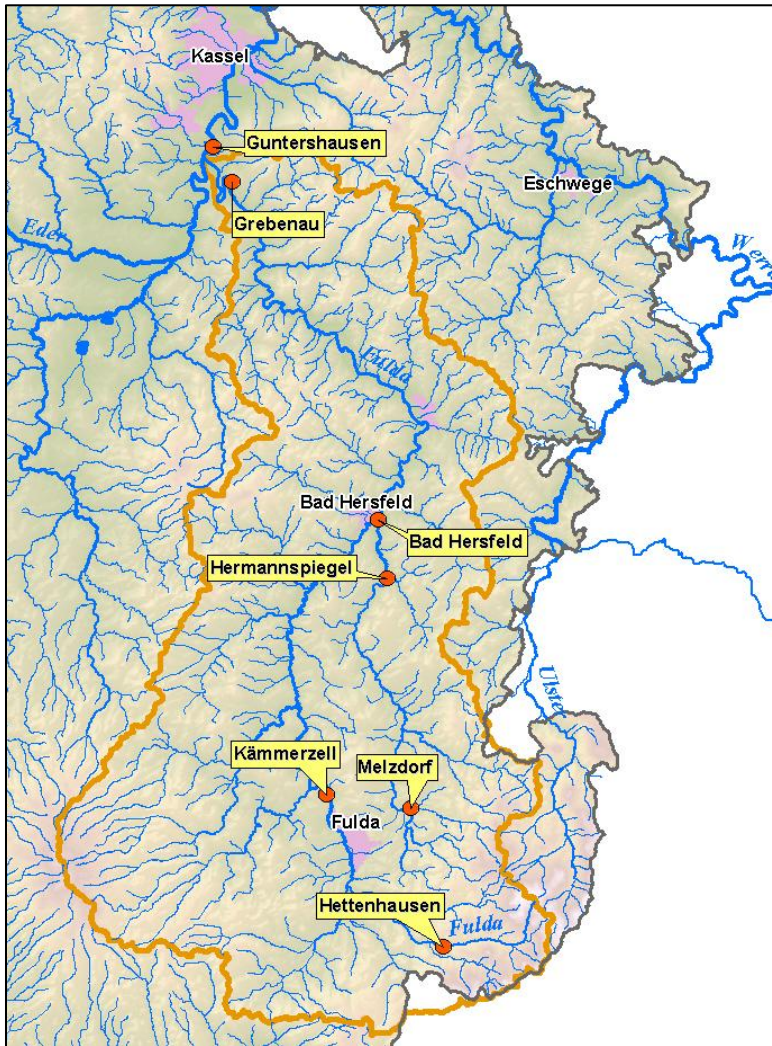 Kassel
Guntershausen
Eschwege
Grebenau
Eder
Werra
Fulda
Bad Hersfeld
Bad Hersfeld
Hermannspiegel
Ulster
Kämmerzell
Melzdorf
Fulda
Hettenhausen
Fulda